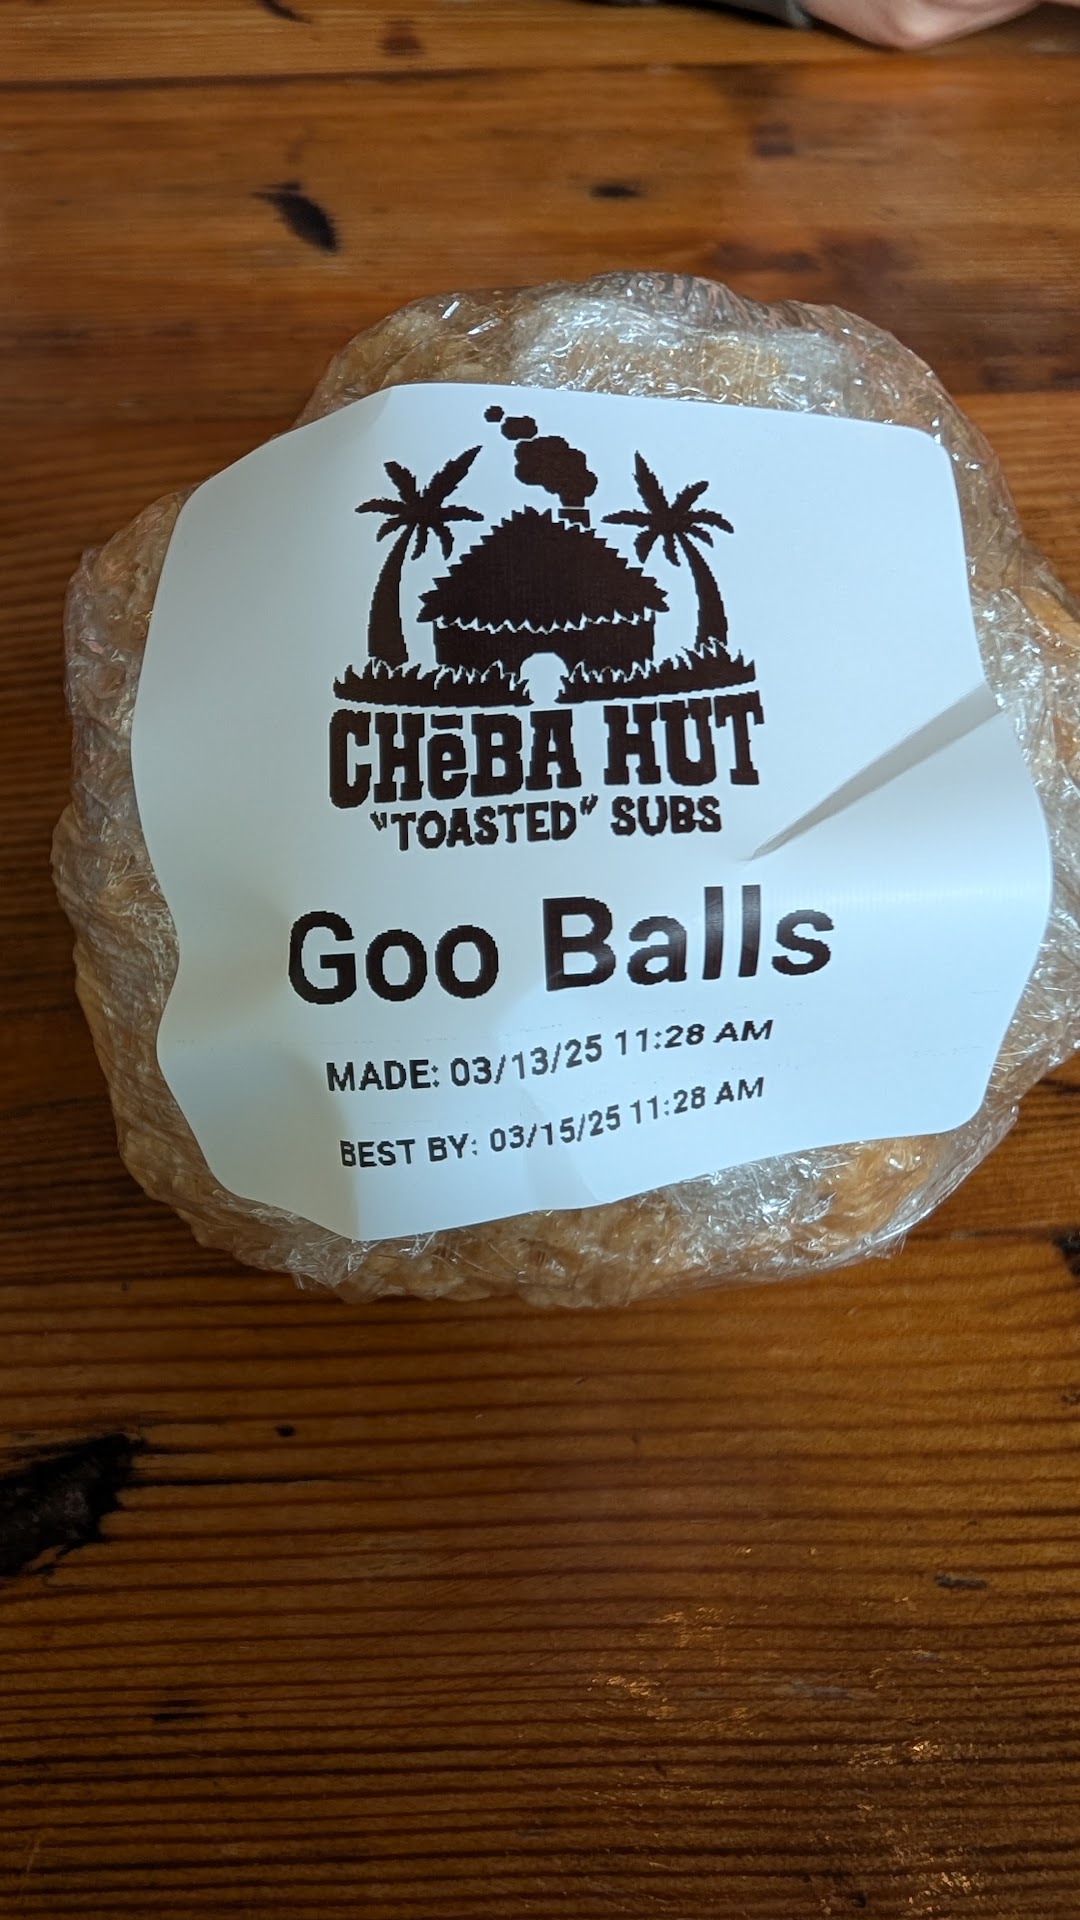 CHēBA HUT
"TOASTED" SUBS
Goo Balls
MADE: 03/13/25 11:28 AM
BEST BY: 03/15/25 11:28 AM